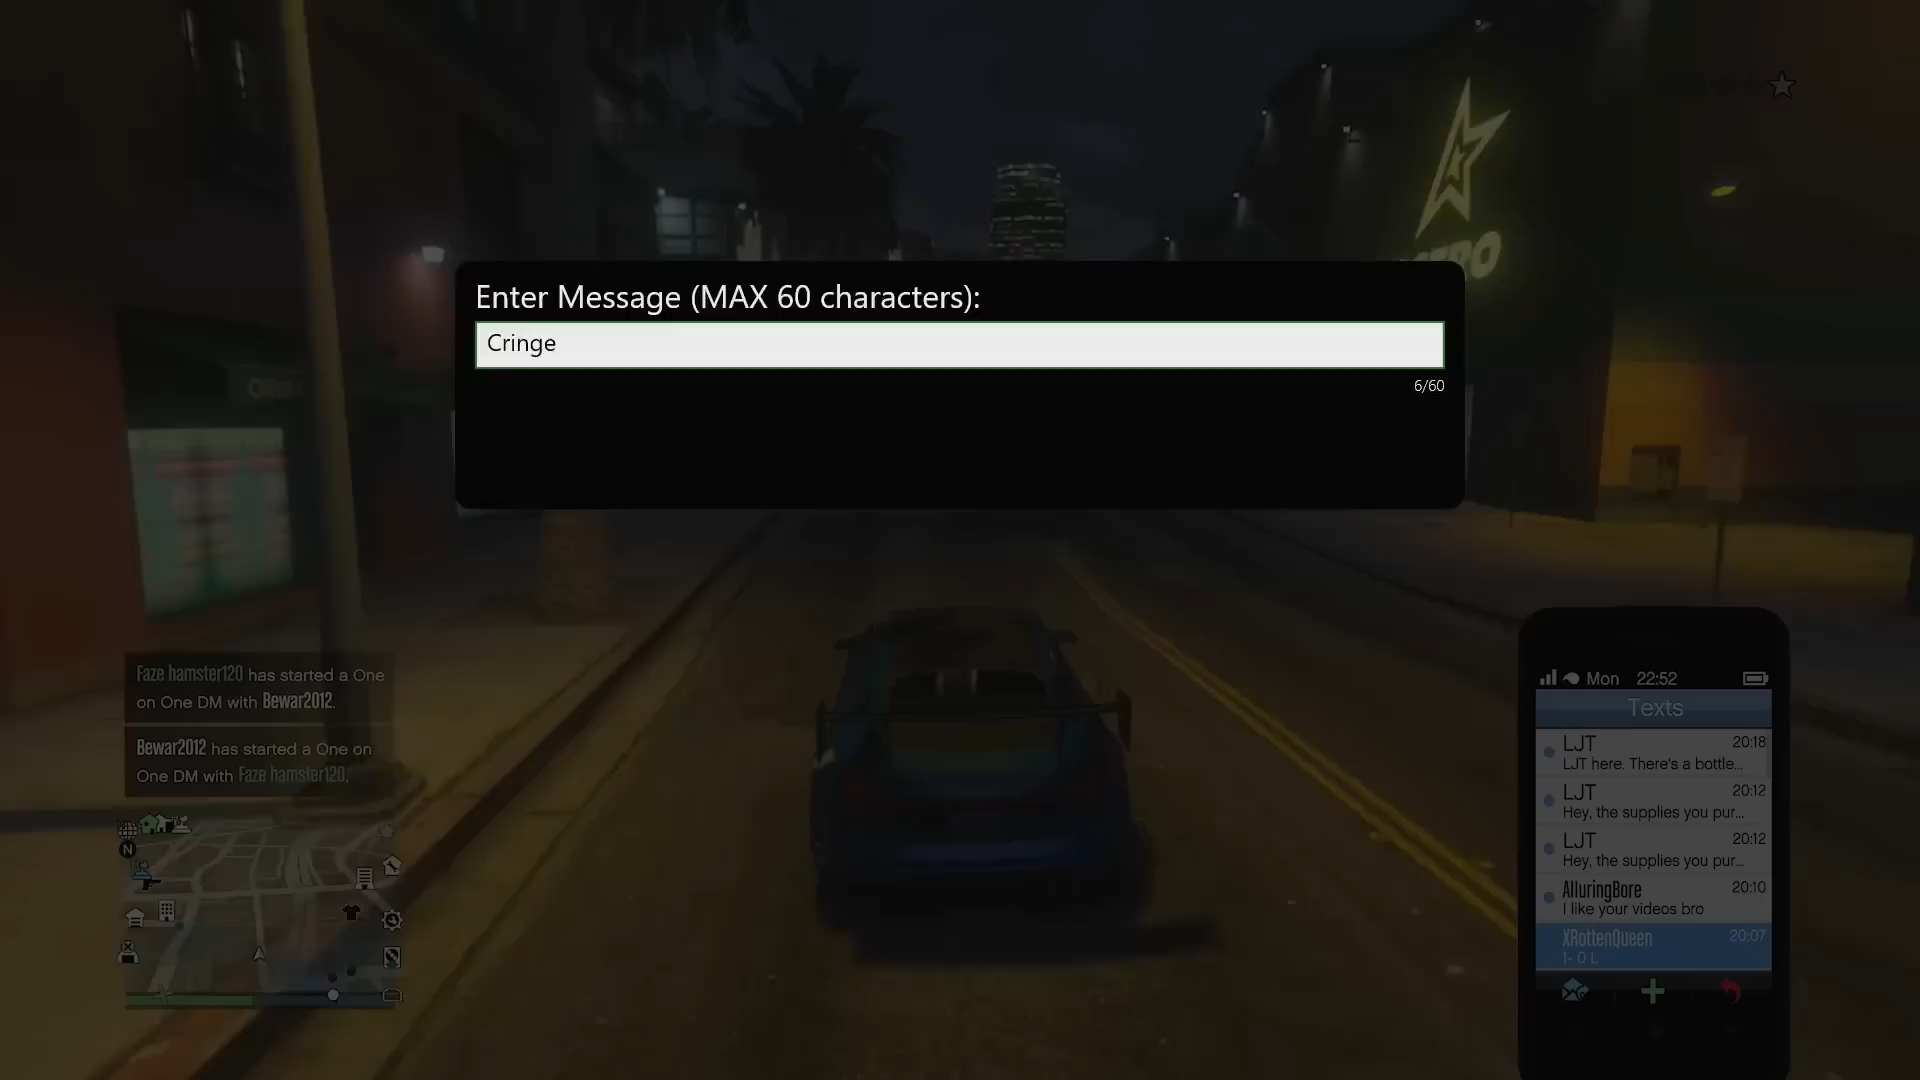 Enter Message (MAX 60 characters):
Cringe
6/60
Faze hamster120 has started a One
on One DM with Bewar2012.
Bewar2012 has started a One on
One DM with Faze hamster120.
N
Mon 22:52
Texts
LJT 20:18
LJT here. There's a bottle...
LJT 20:12
Hey, the supplies you pur...
LJT 20:12
Hey, the supplies you pur...
AlluringBore 20:10
I like your videos bro
XRottenQueen 20:07
1- 0 L